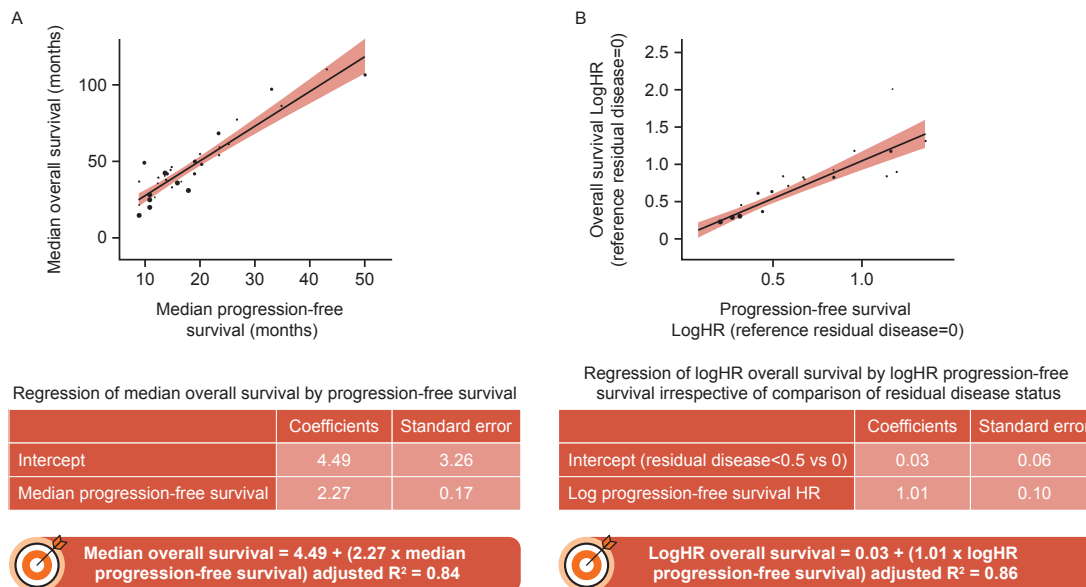 A
Median overall survival (months)
100
50
0
10 20 30 40 50
Median progression-free
survival (months)
Regression of median overall survival by progression-free survival
Coefficients Standard error
Intercept 4.49 3.26
Median progression-free survival 2.27 0.17
Median overall survival = 4.49 + (2.27 x median
progression-free survival) adjusted R² = 0.84
B
Overall survival LogHR
(reference residual disease=0)
2.5
2.0
1.5
1.0
0.5
0
0.5 1.0
Progression-free survival
LogHR (reference residual disease=0)
Regression of logHR overall survival by logHR progression-free
survival irrespective of comparison of residual disease status
Coefficients Standard error
Intercept (residual disease<0.5 vs 0) 0.03 0.06
Log progression-free survival HR 1.01 0.10
LogHR overall survival = 0.03 + (1.01 x logHR
progression-free survival) adjusted R² = 0.86